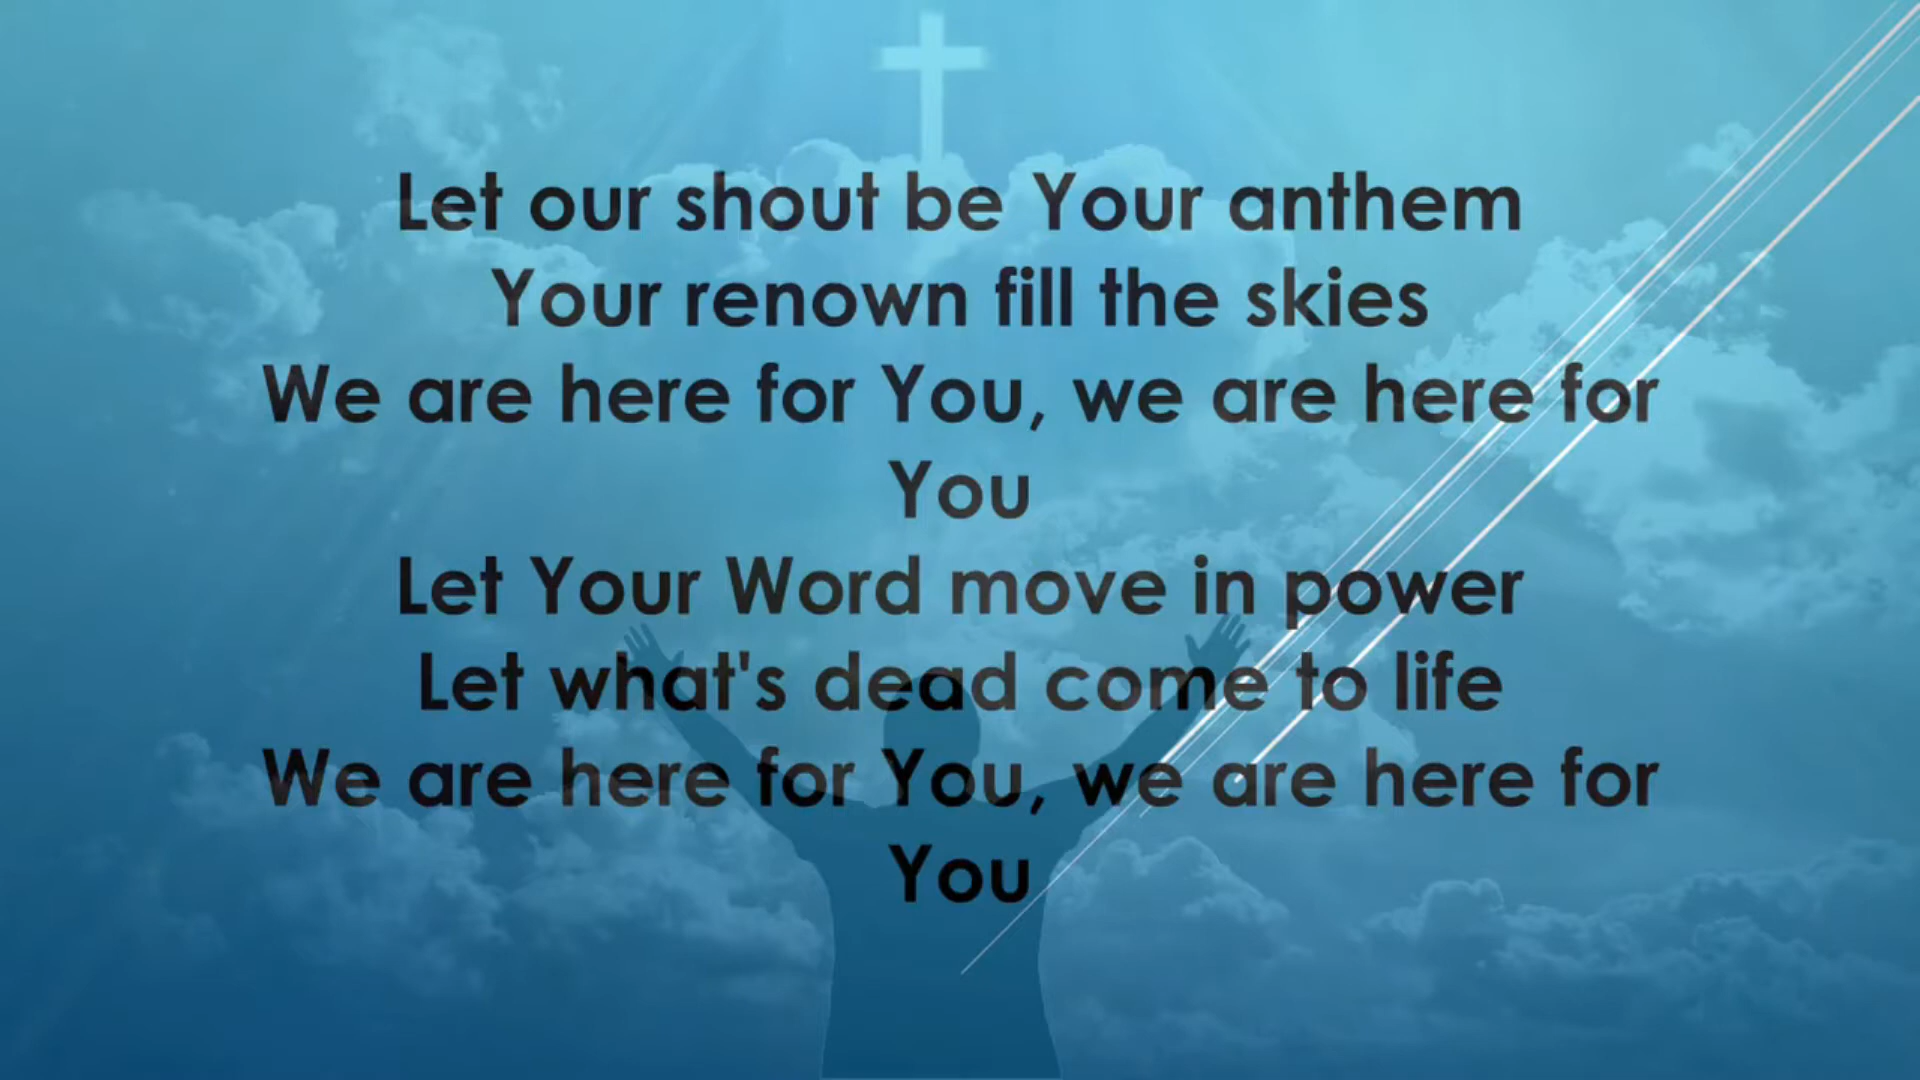 Let our shout be Your anthem
Your renown fill the skies
We are here for You, we are here for
You
Let Your Word move in power
Let what's dead come to life
We are here for You, we are here for
You